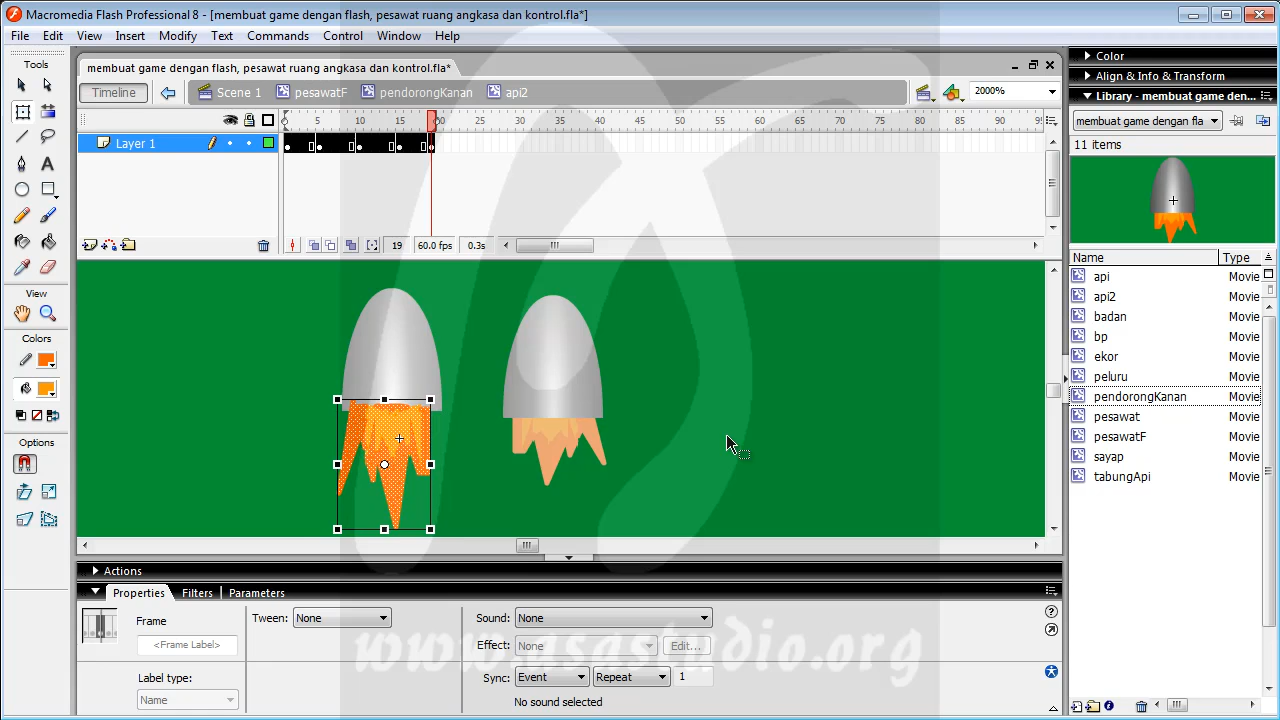 Macromedia Flash Professional 8 - [membuat game dengan flash, pesawat ruang angkasa dan kontrol.fla*]
File Edit View Insert Modify Text Commands Control Window Help
Tools
membuat game dengan flash, pesawat ruang angkasa dan kontrol.fla*
Timeline Scene 1 pesawatF pendorongKanan api2 2000%
5 10 15 20 25 30 35 40 45 50 55 60 65 70 75 80 85 90 95
Layer 1
19 60.0 fps 0.3s
View
Colors
Options
Color
Align & Info & Transform
Library - membuat game den...
membuat game dengan fla
11 items
Name Type
api Movie
api2 Movie
badan Movie
bp Movie
ekor Movie
peluru Movie
pendorongKanan Movie
pesawat Movie
pesawatF Movie
sayap Movie
tabungApi Movie
Actions
Properties Filters Parameters
Frame Tween: None Sound: None
<Frame Label> Effect: None Edit...
Label type: Sync: Event Repeat 1
Name No sound selected
www.asastudio.org